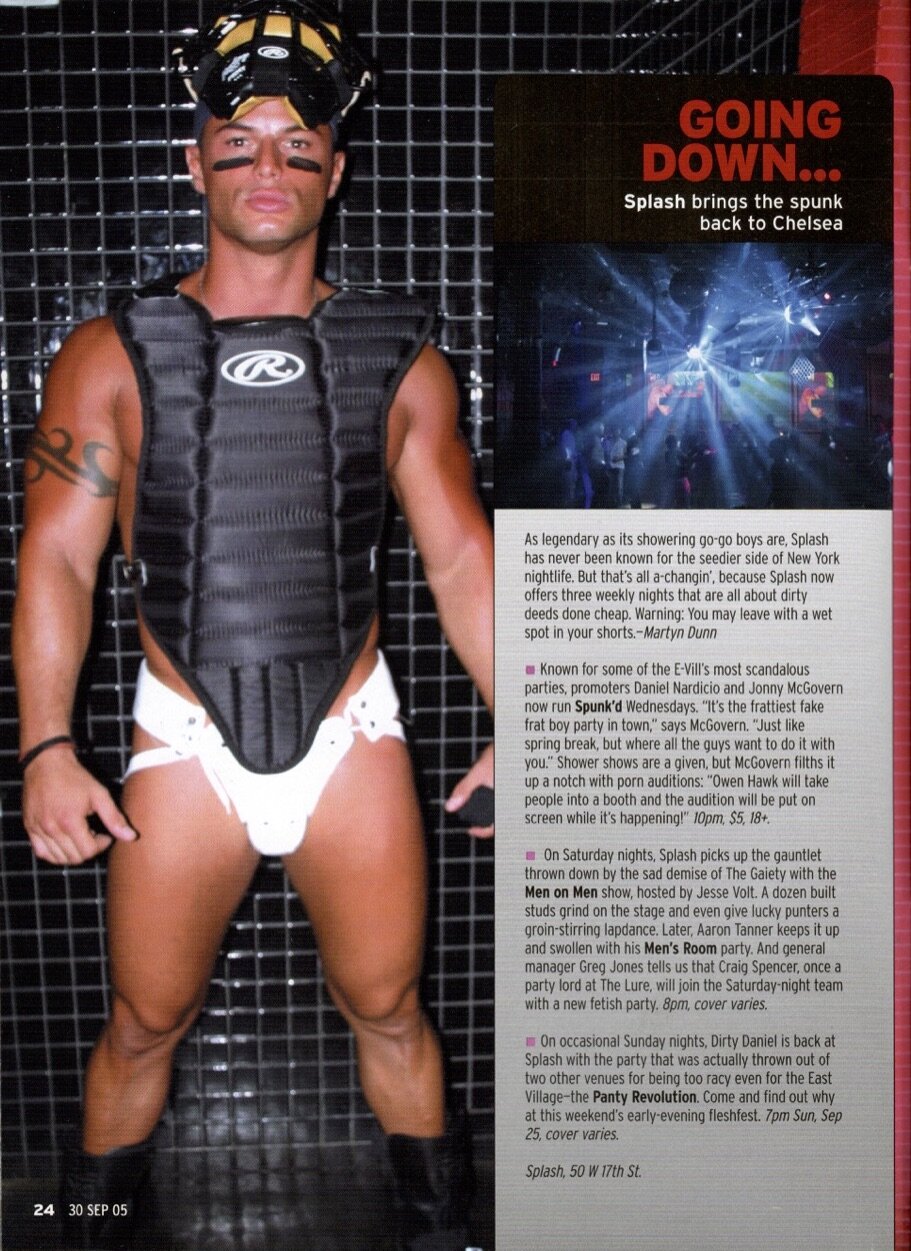 GOING
DOWN...
Splash brings the spunk
back to Chelsea
As legendary as its showering go-go boys are, Splash
has never been known for the seedier side of New York
nightlife. But that's all a-changin', because Splash now
offers three weekly nights that are all about dirty
deeds done cheap. Warning: You may leave with a wet
spot in your shorts.–Martyn Dunn
■ Known for some of the E-Vill's most scandalous
parties, promoters Daniel Nardicio and Jonny McGovern
now run Spunk'd Wednesdays. "It's the frattiest fake
frat boy party in town," says McGovern. "Just like
spring break, but where all the guys want to do it with
you." Shower shows are a given, but McGovern filths it
up a notch with porn auditions: "Owen Hawk will take
people into a booth and the audition will be put on
screen while it's happening!" 10pm, $5, 18+.
■ On Saturday nights, Splash picks up the gauntlet
thrown down by the sad demise of The Gaiety with the
Men on Men show, hosted by Jesse Volt. A dozen built
studs grind on the stage and even give lucky punters a
groin-stirring lapdance. Later, Aaron Tanner keeps it up
and swollen with his Men's Room party. And general
manager Greg Jones tells us that Craig Spencer, once a
party lord at The Lure, will join the Saturday-night team
with a new fetish party. 8pm, cover varies.
■ On occasional Sunday nights, Dirty Daniel is back at
Splash with the party that was actually thrown out of
two other venues for being too racy even for the East
Village–the Panty Revolution. Come and find out why
at this weekend's early-evening fleshfest. 7pm Sun, Sep
25, cover varies.
Splash, 50 W 17th St.
R
R
24 30 SEP 05